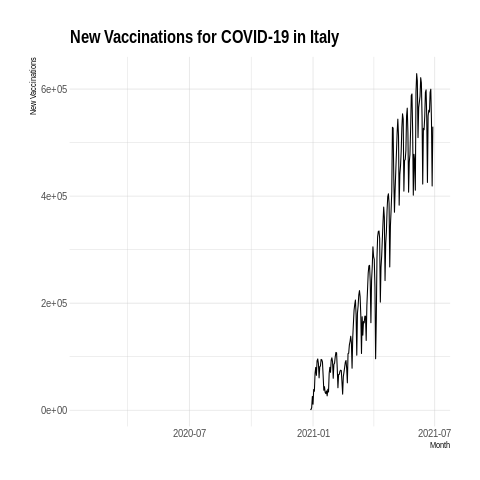 New Vaccinations for COVID-19 in Italy
New Vaccinations
6e+05
4e+05
2e+05
0e+00
2020-07
2021-01
2021-07
Month